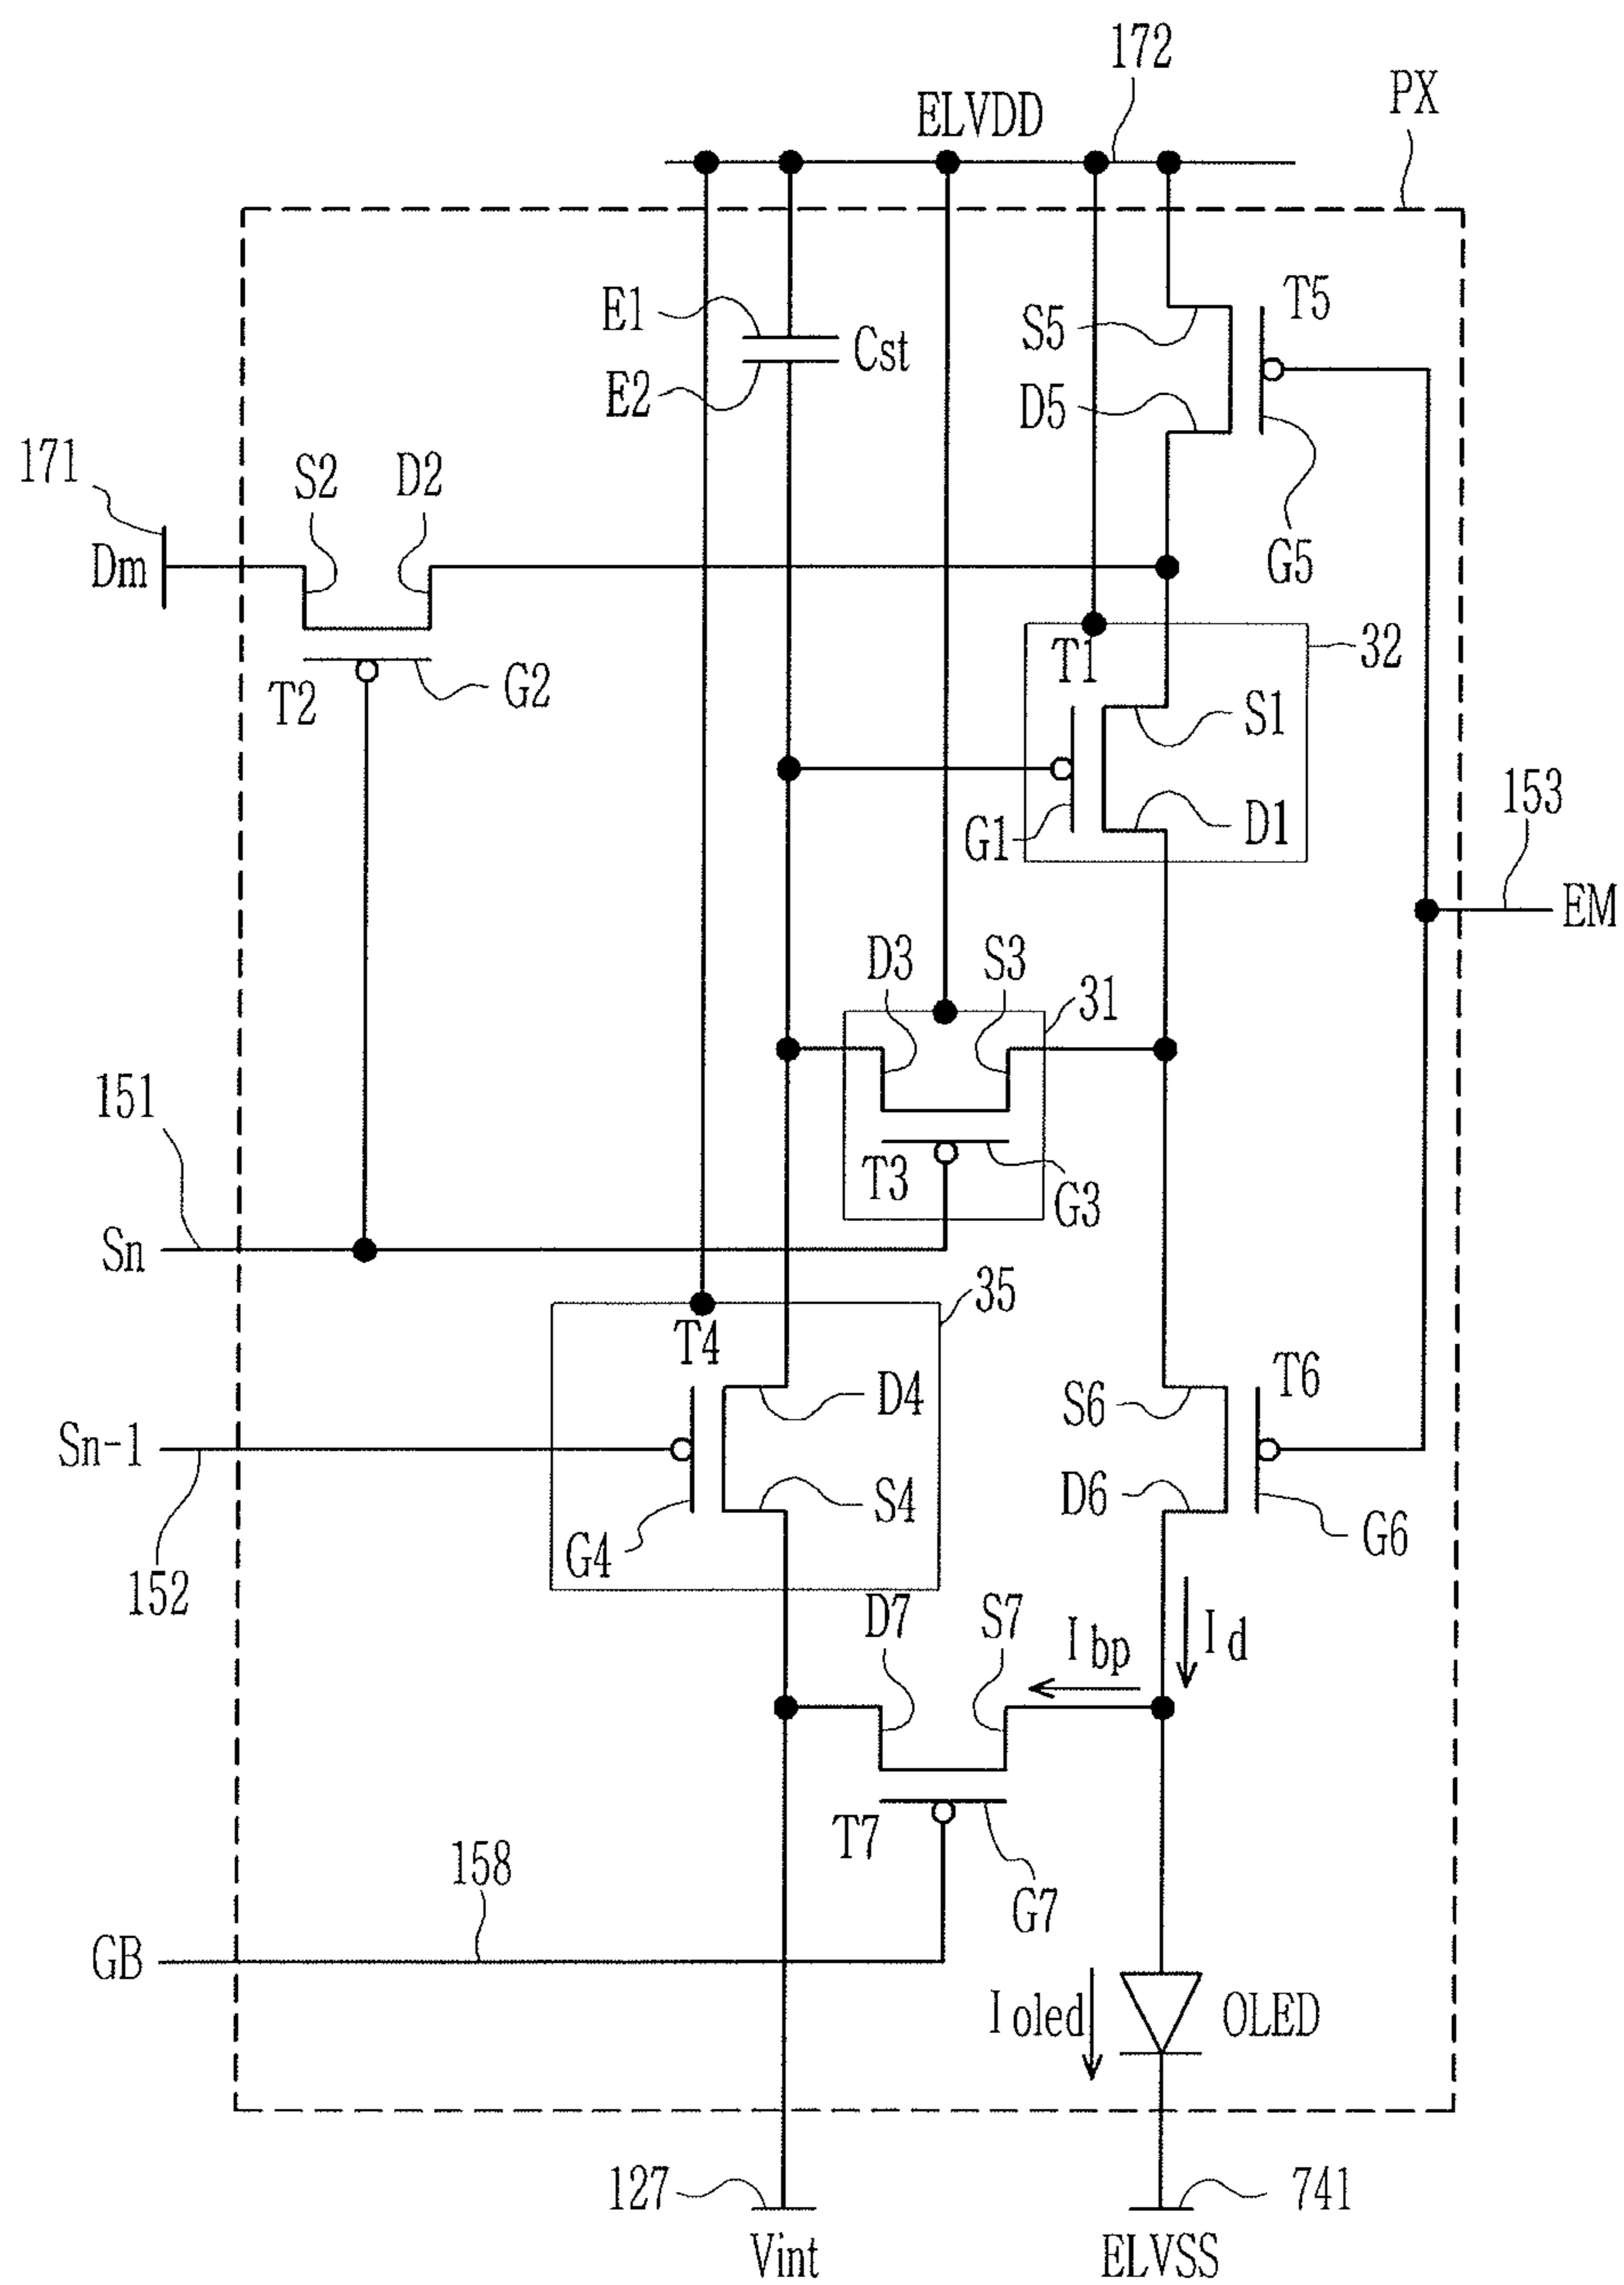 172
PX
ELVDD
E1
Cst
E2
S5
T5
D5
G5
171
S2
D2
Dm
T2
G2
T1
32
S1
G1
D1
153
EM
D3
S3
31
151
T3
G3
Sn
35
T4
D4
S6
T6
Sn-1
S4
D6
G4
G6
152
D7
S7
I bp
I d
T7
158
G7
GB
I oled
OLED
127
741
Vint
ELVSS